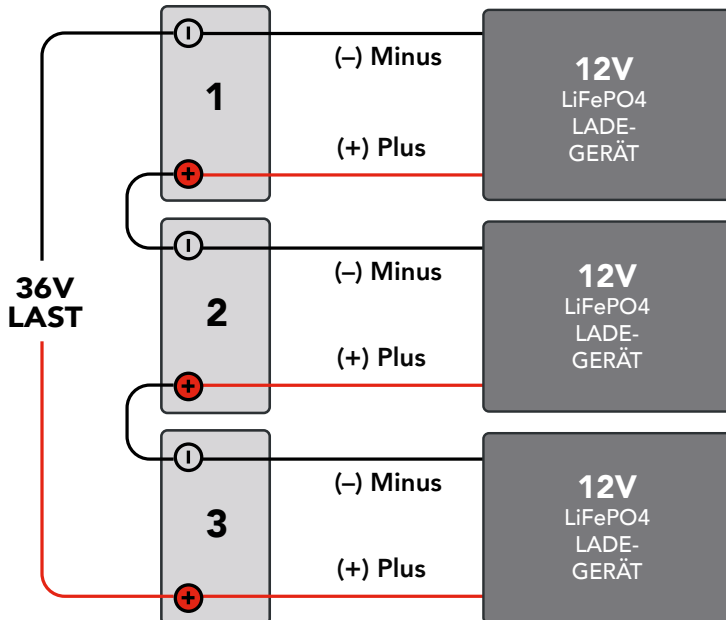 (–) Minus
1
12V
LiFePO4
LADE-
GERÄT
(+) Plus
36V
LAST
(–) Minus
2
12V
LiFePO4
LADE-
GERÄT
(+) Plus
(–) Minus
3
12V
LiFePO4
LADE-
GERÄT
(+) Plus